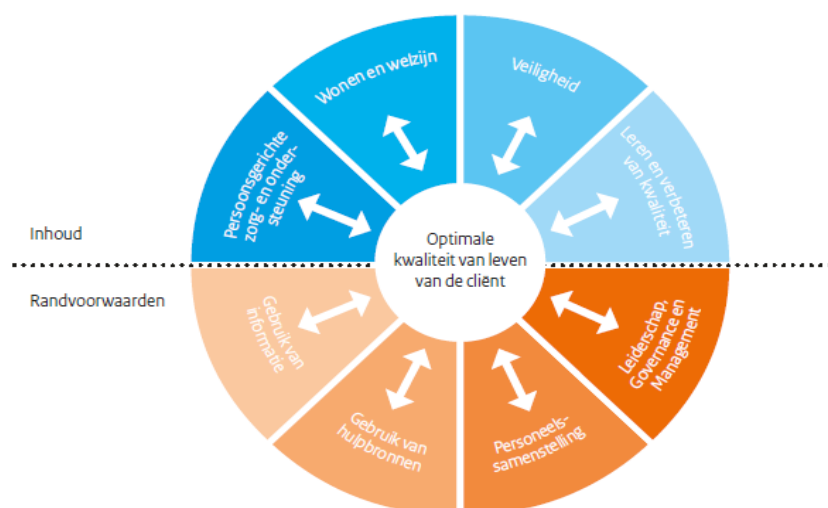 Wonen en welzijn
Veiligheid
Persoonsgerichte
zorg- en onder-
steuning
Leren en verbeteren
van kwaliteit
Inhoud
Optimale
kwaliteit van leven
van de cliënt
Randvoorwaarden
Gebruik van
informatie
Leiderschap,
Governance en
Management
Gebruik van
hulpbronnen
Personeels-
samenstelling